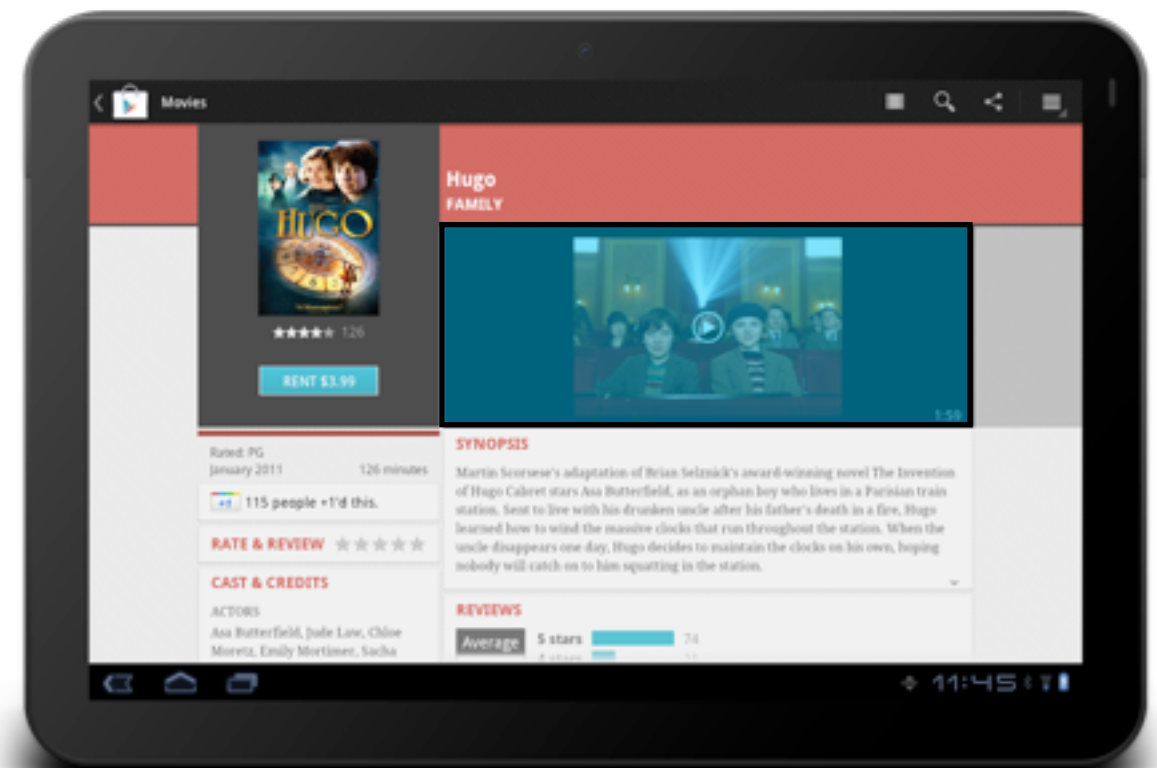 Movies
HUGO
126
RENT $3.99
Hugo
FAMILY
1:59
Rated: PG
January 2011 126 minutes
+1 115 people +1'd this.
RATE & REVIEW
CAST & CREDITS
ACTORS
Asa Butterfield, Jude Law, Chloe
Moretz, Emily Mortimer, Sacha
SYNOPSIS
Martin Scorsese's adaptation of Brian Selznick's award-winning novel The Invention
of Hugo Cabret stars Asa Butterfield, as an orphan boy who lives in a Parisian train
station. Sent to live with his drunken uncle after his father's death in a fire, Hugo
learned how to wind the massive clocks that run throughout the station. When the
uncle disappears one day, Hugo decides to maintain the clocks on his own, hoping
nobody will catch on to him squatting in the station.
REVIEWS
Average 5 stars 74
4 stars
11:45